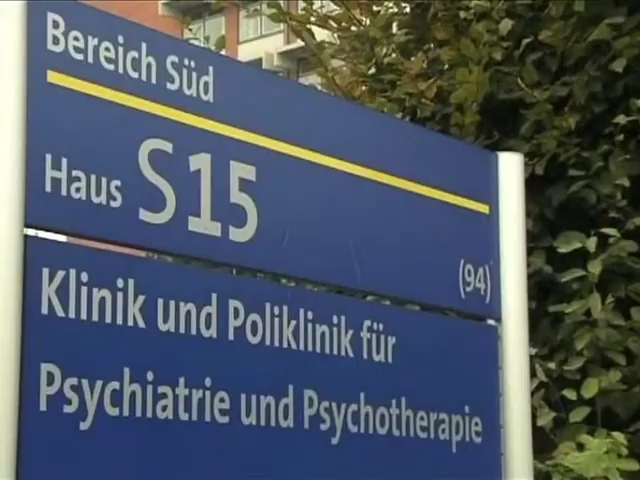 Bereich Süd
Haus S15
(94)
Klinik und Poliklinik für
Psychiatrie und Psychotherapie